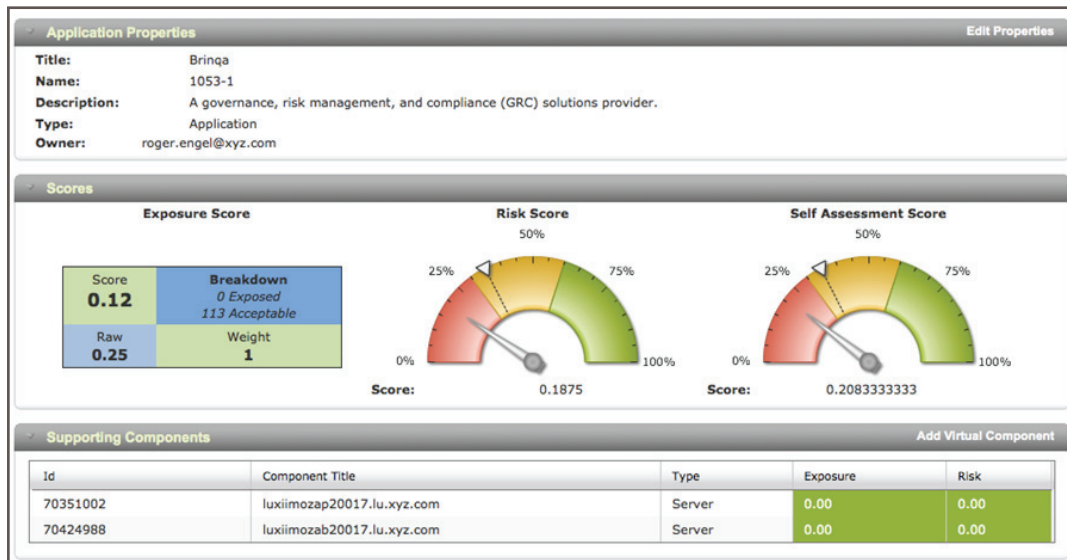 Application Properties Edit Properties
Title: Brinqa
Name: 1053-1
Description: A governance, risk management, and compliance (GRC) solutions provider.
Type: Application
Owner: roger.engel@xyz.com
Scores
Exposure Score
Score
0.12
Breakdown
0 Exposed
113 Acceptable
Raw
0.25
Weight
1
Risk Score
50%
25% 75%
0% 100%
Score: 0.1875
Self Assessment Score
50%
25% 75%
0% 100%
Score: 0.2083333333
Supporting Components Add Virtual Component
Id Component Title Type Exposure Risk
70351002 luxiimozap20017.lu.xyz.com Server 0.00 0.00
70424988 luxiimozab20017.lu.xyz.com Server 0.00 0.00